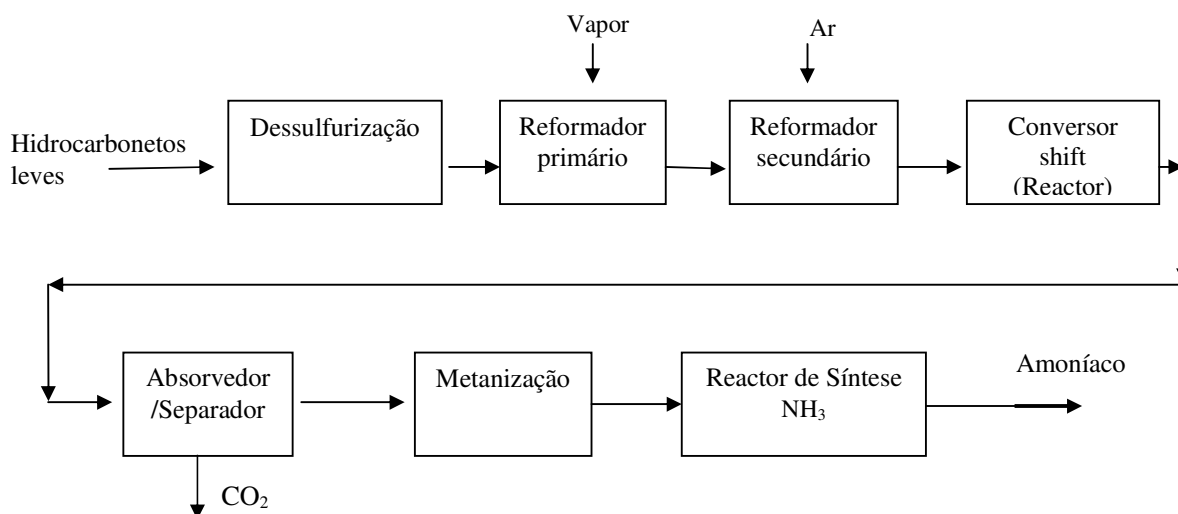 Vapor
Ar
Hidrocarbonetos
leves
Dessulfurização
Reformador
primário
Reformador
secundário
Conversor
shift
(Reactor)
Absorvedor
/Separador
Metanização
Reactor de Síntese
NH₃
Amoníaco
CO₂